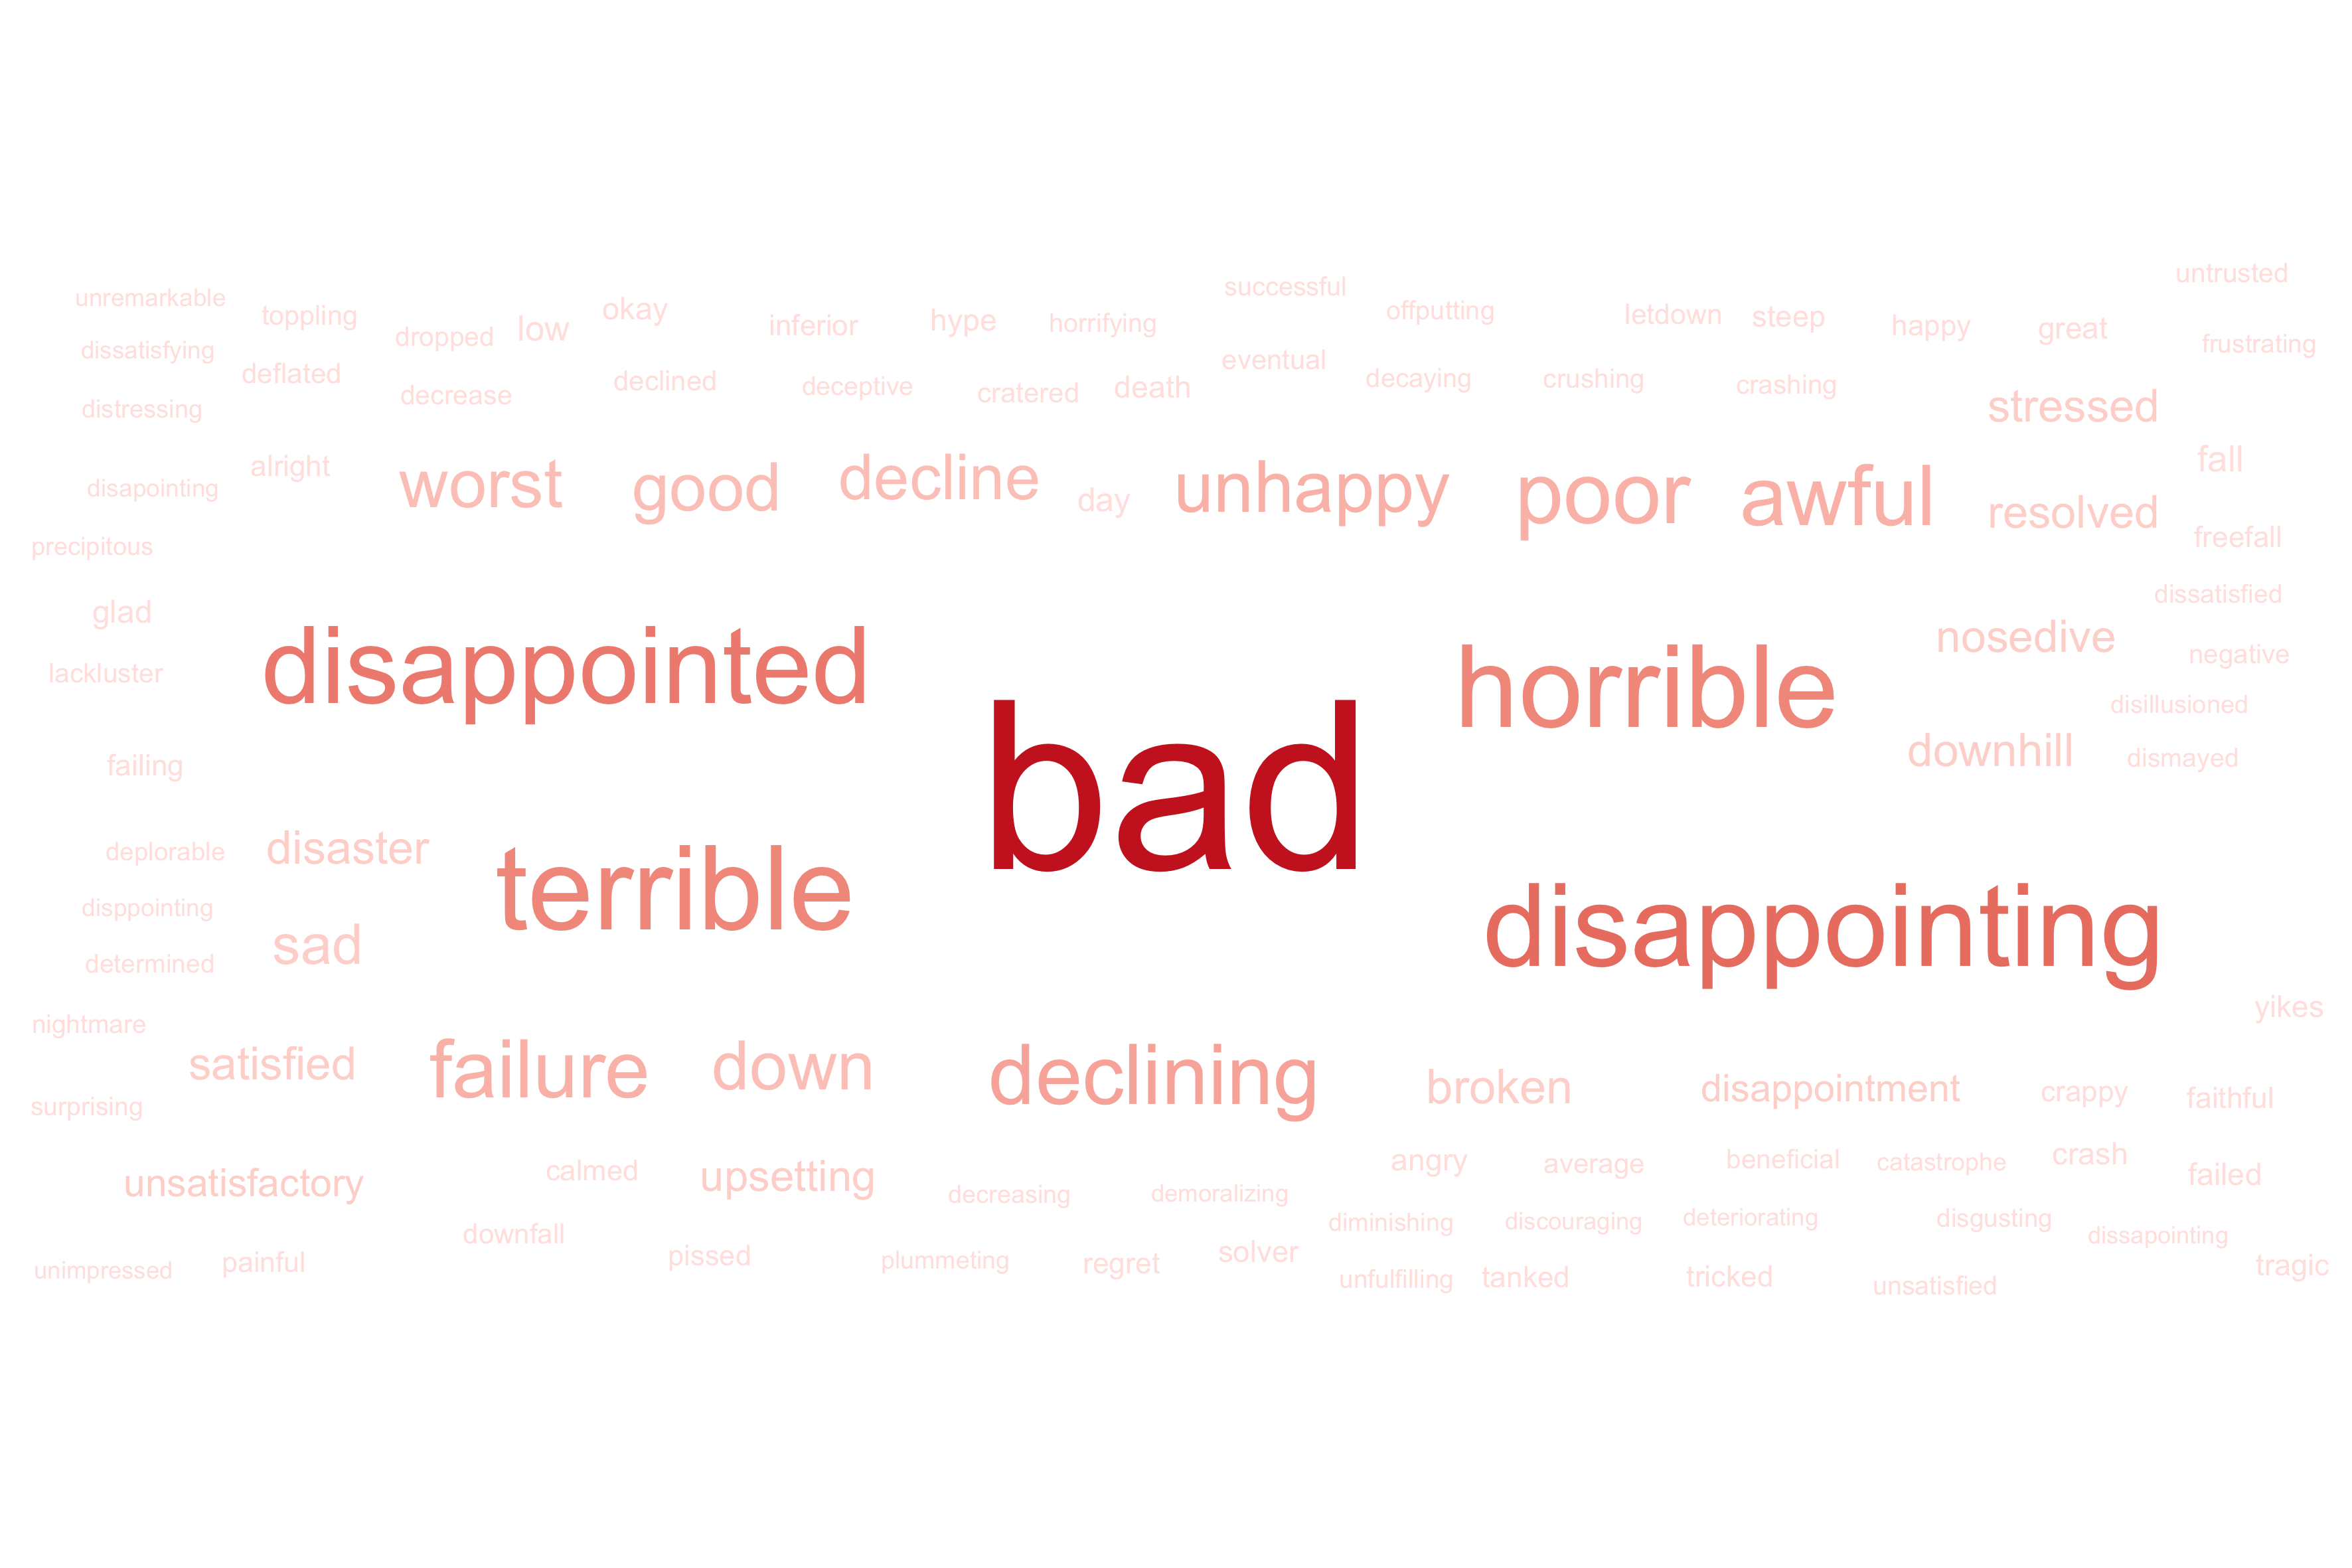 successful untrusted
unremarkable toppling dropped low okay inferior hype horrifying offputting letdown steep happy great
dissatisfying deflated decrease declined deceptive cratered death eventual decaying crushing crashing frustrating
distressing stressed
disapointing alright worst good decline day unhappy poor awful resolved fall
precipitous freefall
glad dissatisfied
lackluster disappointed horrible nosedive negative
disillusioned
failing bad downhill dismayed
deplorable disaster terrible
disppointing sad disappointing
determined
nightmare yikes
satisfied failure down declining broken disappointment crappy faithful
surprising
unsatisfactory calmed upsetting decreasing demoralizing angry average beneficial catastrophe crash failed
downfall diminishing discouraging deteriorating disgusting dissapointing
unimpressed painful pissed plummeting regret solver unfulfilling tanked tricked unsatisfied tragic